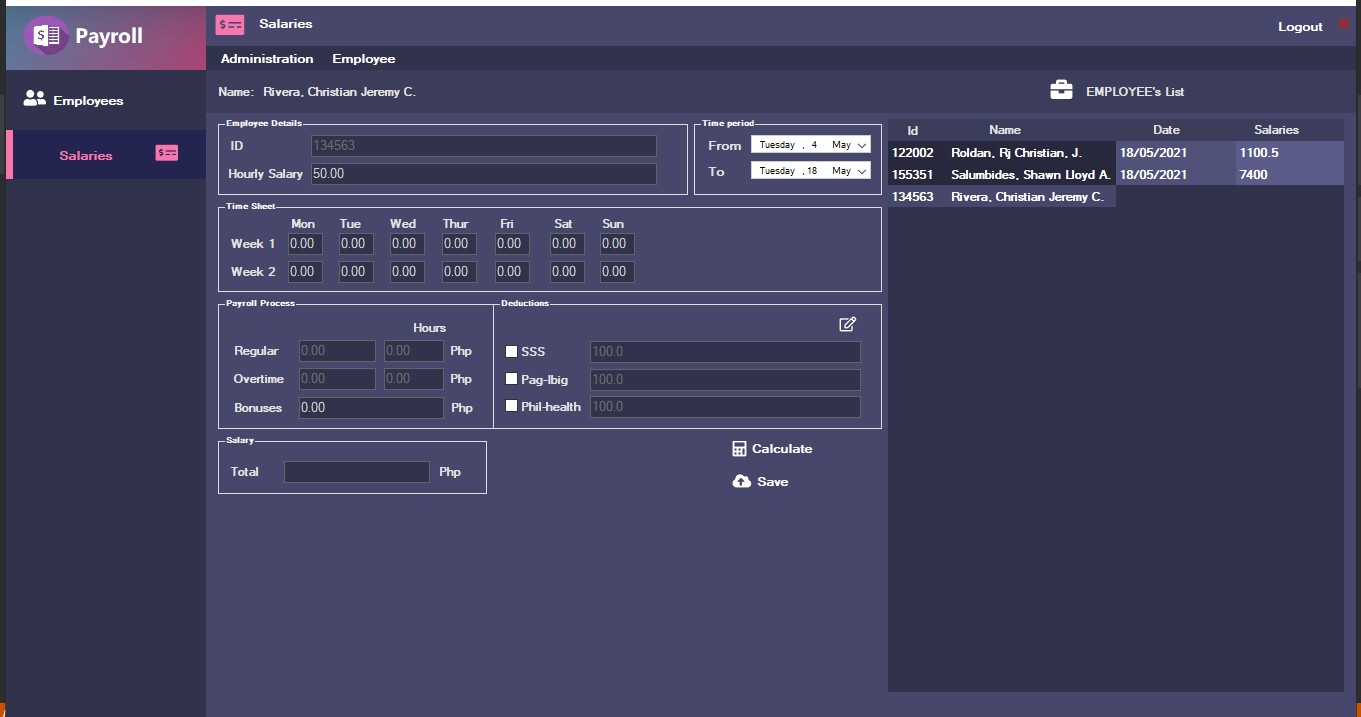 Payroll
Salaries
Logout
Administration Employee
Employees
Salaries
Name: Rivera, Christian Jeremy C.
EMPLOYEE's List
Employee Details
ID 134563
Hourly Salary 50.00
Time period
From Tuesday , 4 May
To Tuesday , 18 May
Time Sheet
Mon Tue Wed Thur Fri Sat Sun
Week 1 0.00 0.00 0.00 0.00 0.00 0.00 0.00
Week 2 0.00 0.00 0.00 0.00 0.00 0.00 0.00
Payroll Process
Hours
Regular 0.00 0.00 Php
Overtime 0.00 0.00 Php
Bonuses 0.00 Php
Deductions
SSS 100.0
Pag-Ibig 100.0
Phil-health 100.0
Salary
Total Php
Calculate
Save
Id Name Date Salaries
122002 Roldan, Rj Christian, J. 18/05/2021 1100.5
155351 Salumbides, Shawn Lloyd A. 18/05/2021 7400
134563 Rivera, Christian Jeremy C.